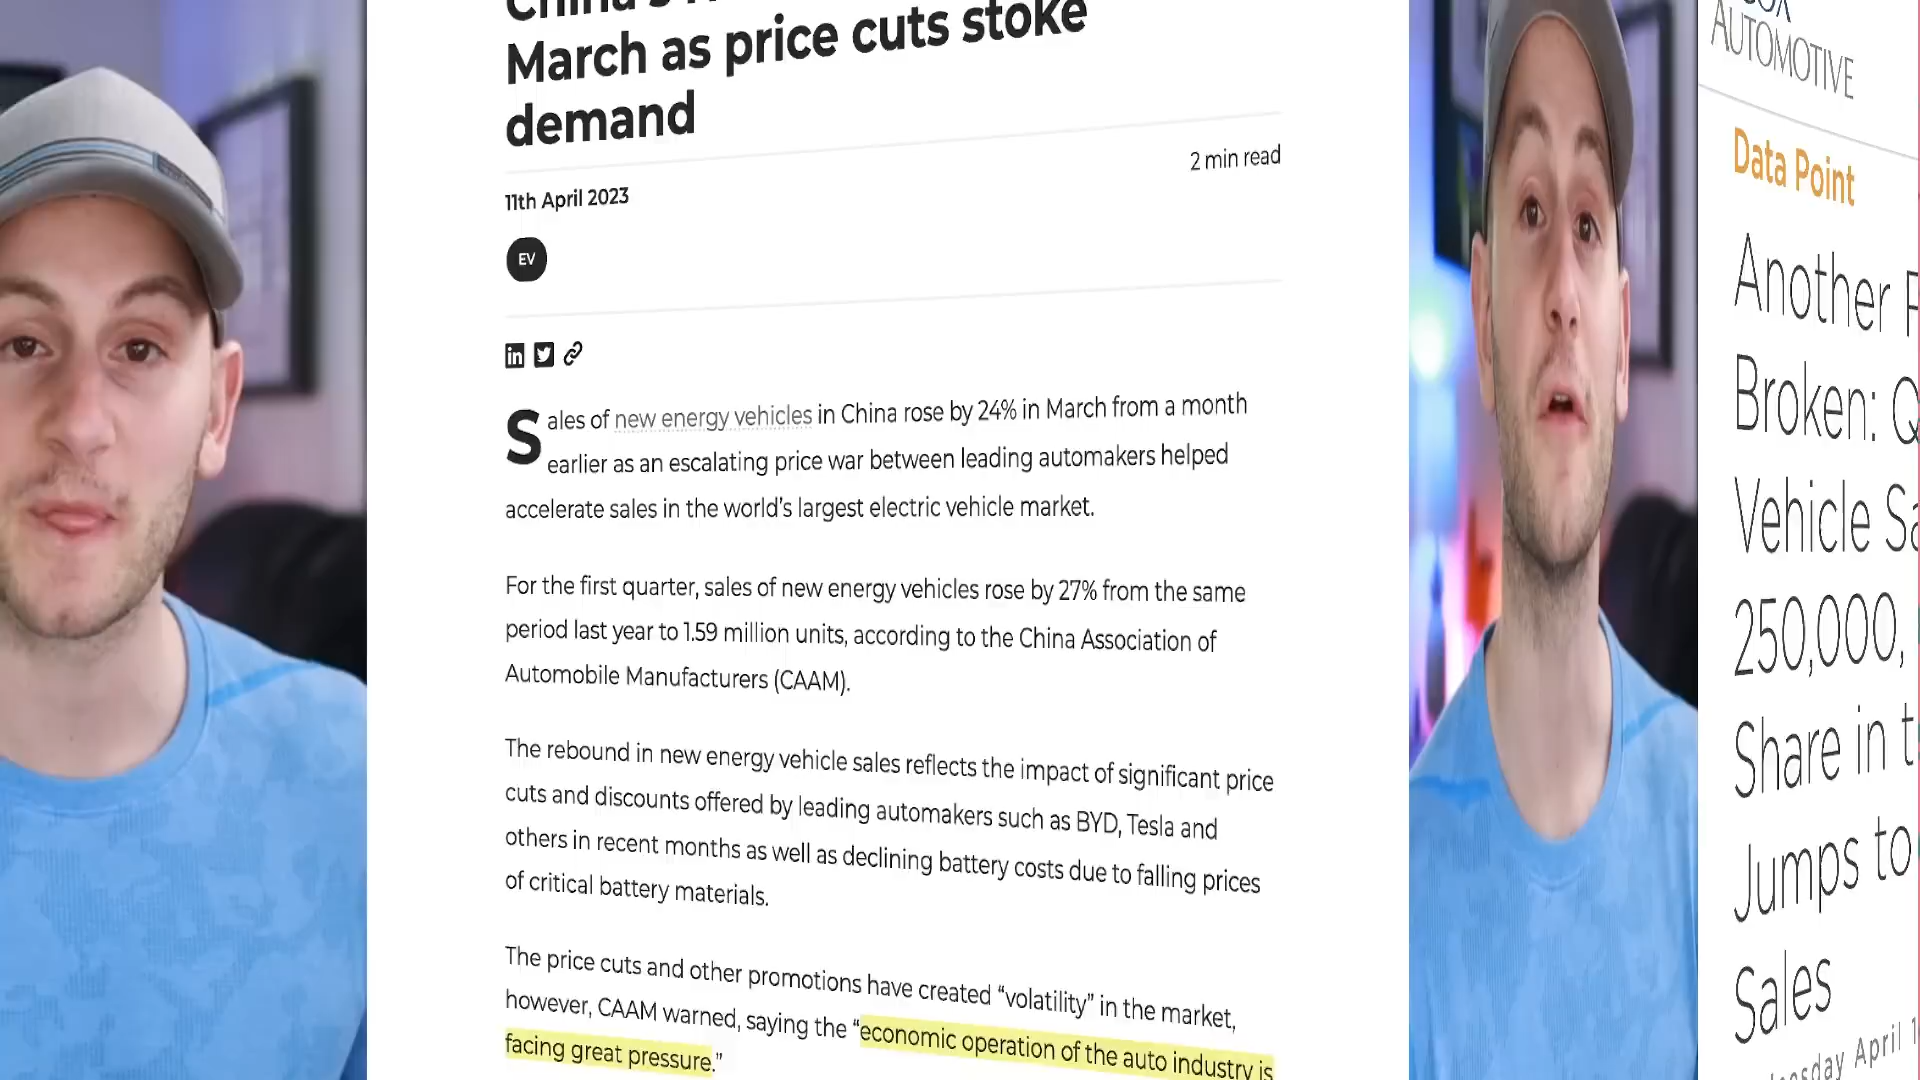 March as price cuts stoke
demand
2 min read
11th April 2023
EV
in
Sales of new energy vehicles in China rose by 24% in March from a month
earlier as an escalating price war between leading automakers helped
accelerate sales in the world's largest electric vehicle market.
For the first quarter, sales of new energy vehicles rose by 27% from the same
period last year to 1.59 million units, according to the China Association of
Automobile Manufacturers (CAAM).
The rebound in new energy vehicle sales reflects the impact of significant price
cuts and discounts offered by leading automakers such as BYD, Tesla and
others in recent months as well as declining battery costs due to falling prices
of critical battery materials.
The price cuts and other promotions have created “volatility” in the market,
however, CAAM warned, saying the “economic operation of the auto industry is
facing great pressure.”
AUTOMOTIVE
Data Point
Another
Broken:
Vehicle
250,000,
Share in
Jumps to
Sales
April